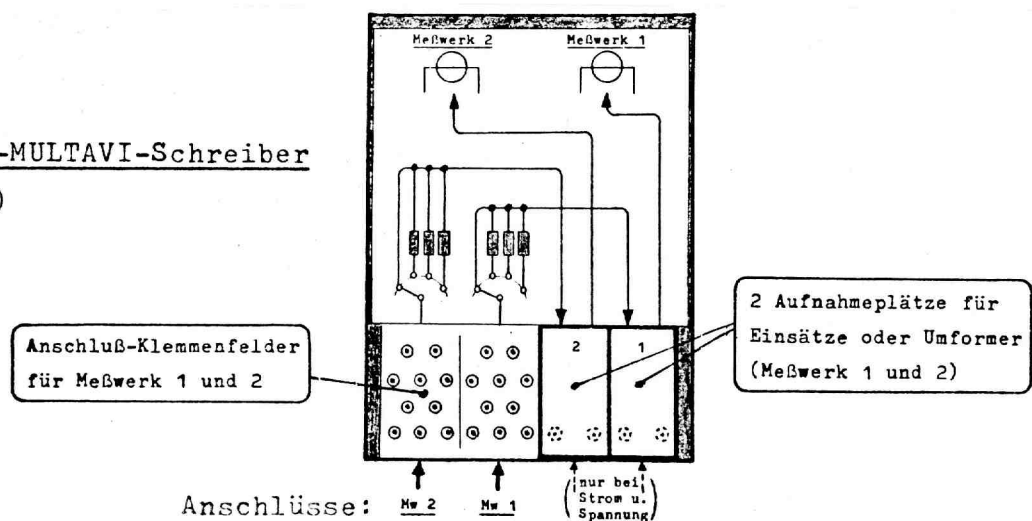 Meßwerk 2
Meßwerk 1
-MULTAVI-Schreiber
)
Anschluß-Klemmenfelder
für Meßwerk 1 und 2
2 Aufnahmeplätze für
Einsätze oder Umformer
(Meßwerk 1 und 2)
2
1
Anschlüsse: Mw 2 Mw 1
(nur bei
Strom u.
Spannung)